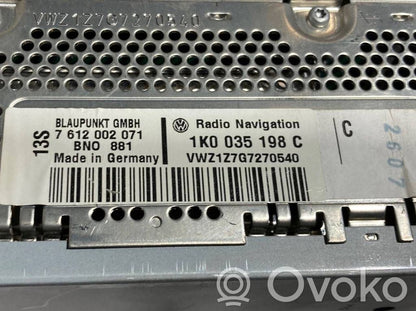 VWZ1Z7G7270540
13S
BLAUPUNKT GMBH
7 612 002 071
BNO 881
Made in Germany
Radio Navigation
1K0 035 198 C
VWZ1Z7G7270540
C
2607
Ovoko